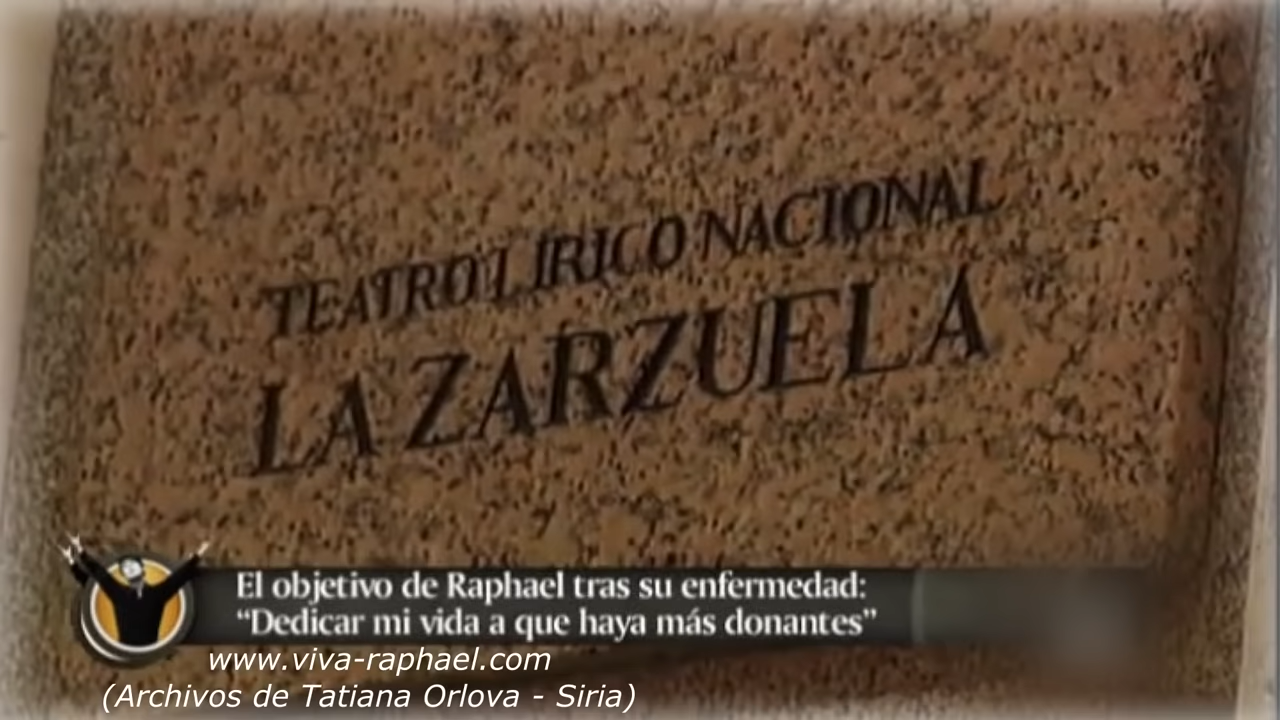 TEATRO LÍRICO NACIONAL
LA ZARZUELA
El objetivo de Raphael tras su enfermedad:
“Dedicar mi vida a que haya más donantes”
www.viva-raphael.com
(Archivos de Tatiana Orlova - Siria)